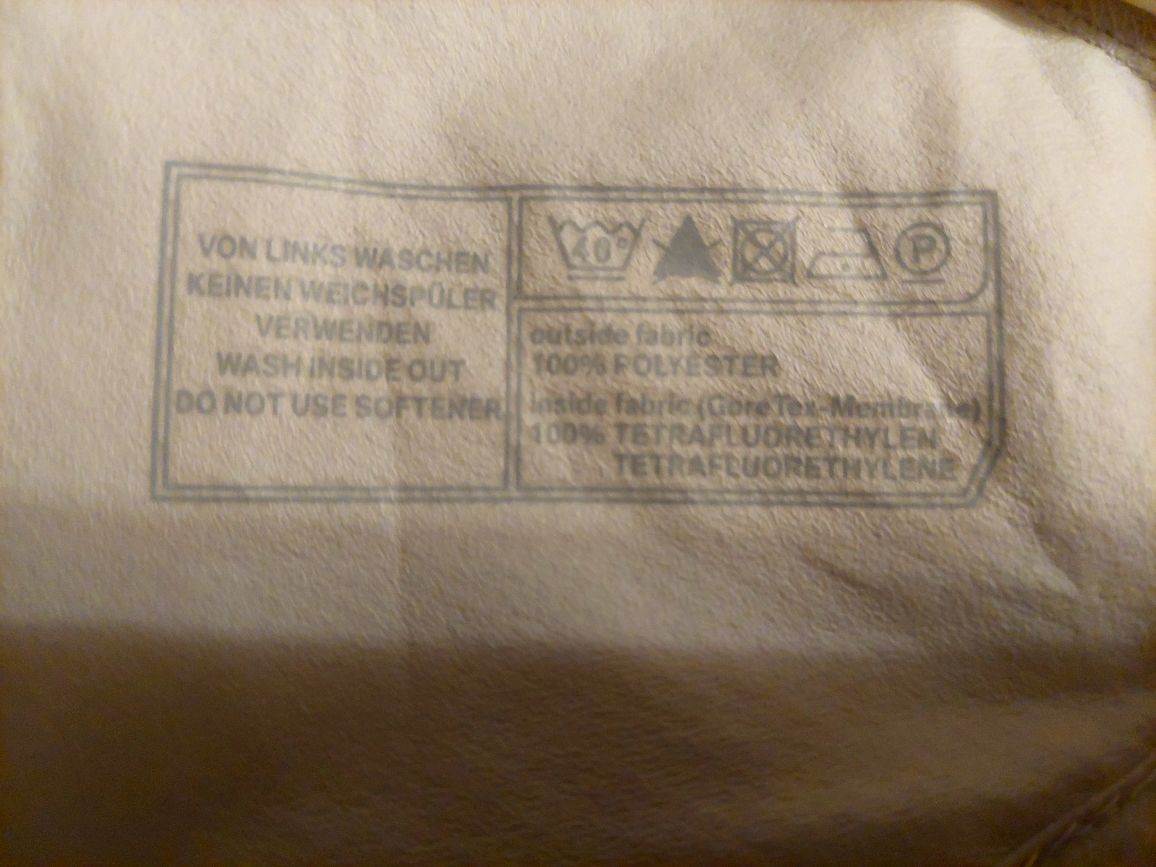 VON LINKS WASCHEN
KEINEN WEICHSPÜLER
VERWENDEN
WASH INSIDE OUT
DO NOT USE SOFTENER
40°
P
outside fabric
100% POLYESTER
inside fabric (GoreTex-Membrane)
100% TETRAFLUORETHYLEN
TETRAFLUORETHYLENE